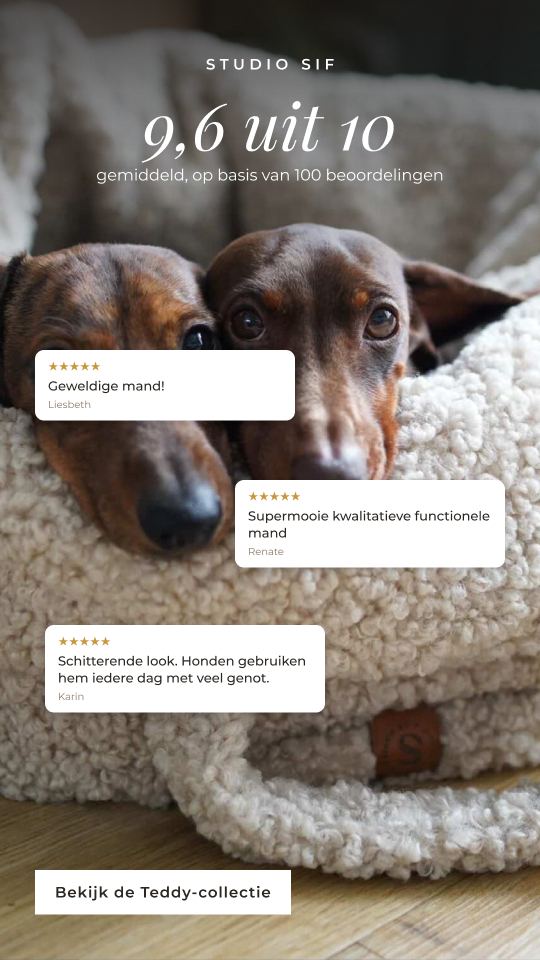 STUDIO SIF
9,6 uit 10
gemiddeld, op basis van 100 beoordelingen
★★★★★
Geweldige mand!
Liesbeth
★★★★★
Supermooie kwalitatieve functionele
mand
Renate
★★★★★
Schitterende look. Honden gebruiken
hem iedere dag met veel genot.
Karin
S
Bekijk de Teddy-collectie